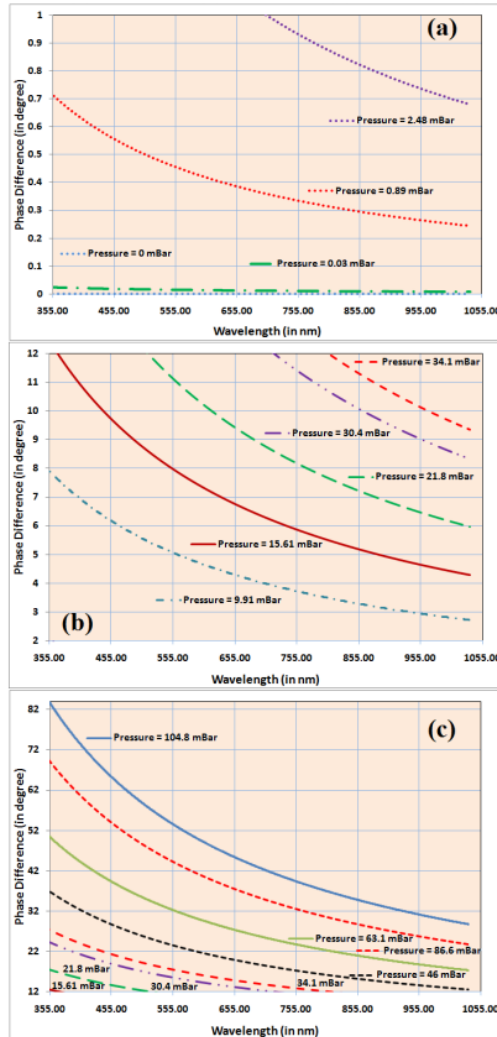 (a)
1
0.9
0.8
0.7
0.6
0.5
0.4
0.3
0.2
0.1
0
Phase Difference (in degree)
Pressure = 2.48 mBar
Pressure = 0.89 mBar
Pressure = 0 mBar
Pressure = 0.03 mBar
355.00 455.00 555.00 655.00 755.00 855.00 955.00 1055.00
Wavelength (in nm)
12
11
10
9
8
7
6
5
4
3
2
Phase Difference (in degree)
Pressure = 34.1 mBar
Pressure = 30.4 mBar
Pressure = 21.8 mBar
Pressure = 15.61 mBar
Pressure = 9.91 mBar
(b)
355.00 455.00 555.00 655.00 755.00 855.00 955.00 1055.00
Wavelength (in nm)
(c)
82
72
62
52
42
32
22
12
Phase Difference (in degree)
Pressure = 104.8 mBar
Pressure = 63.1 mBar
Pressure = 86.6 mBar
Pressure = 46 mBar
21.8 mBar
15.61 mBar
30.4 mBar
34.1 mBar
355.00 455.00 555.00 655.00 755.00 855.00 955.00 1055.00
Wavelength (in nm)